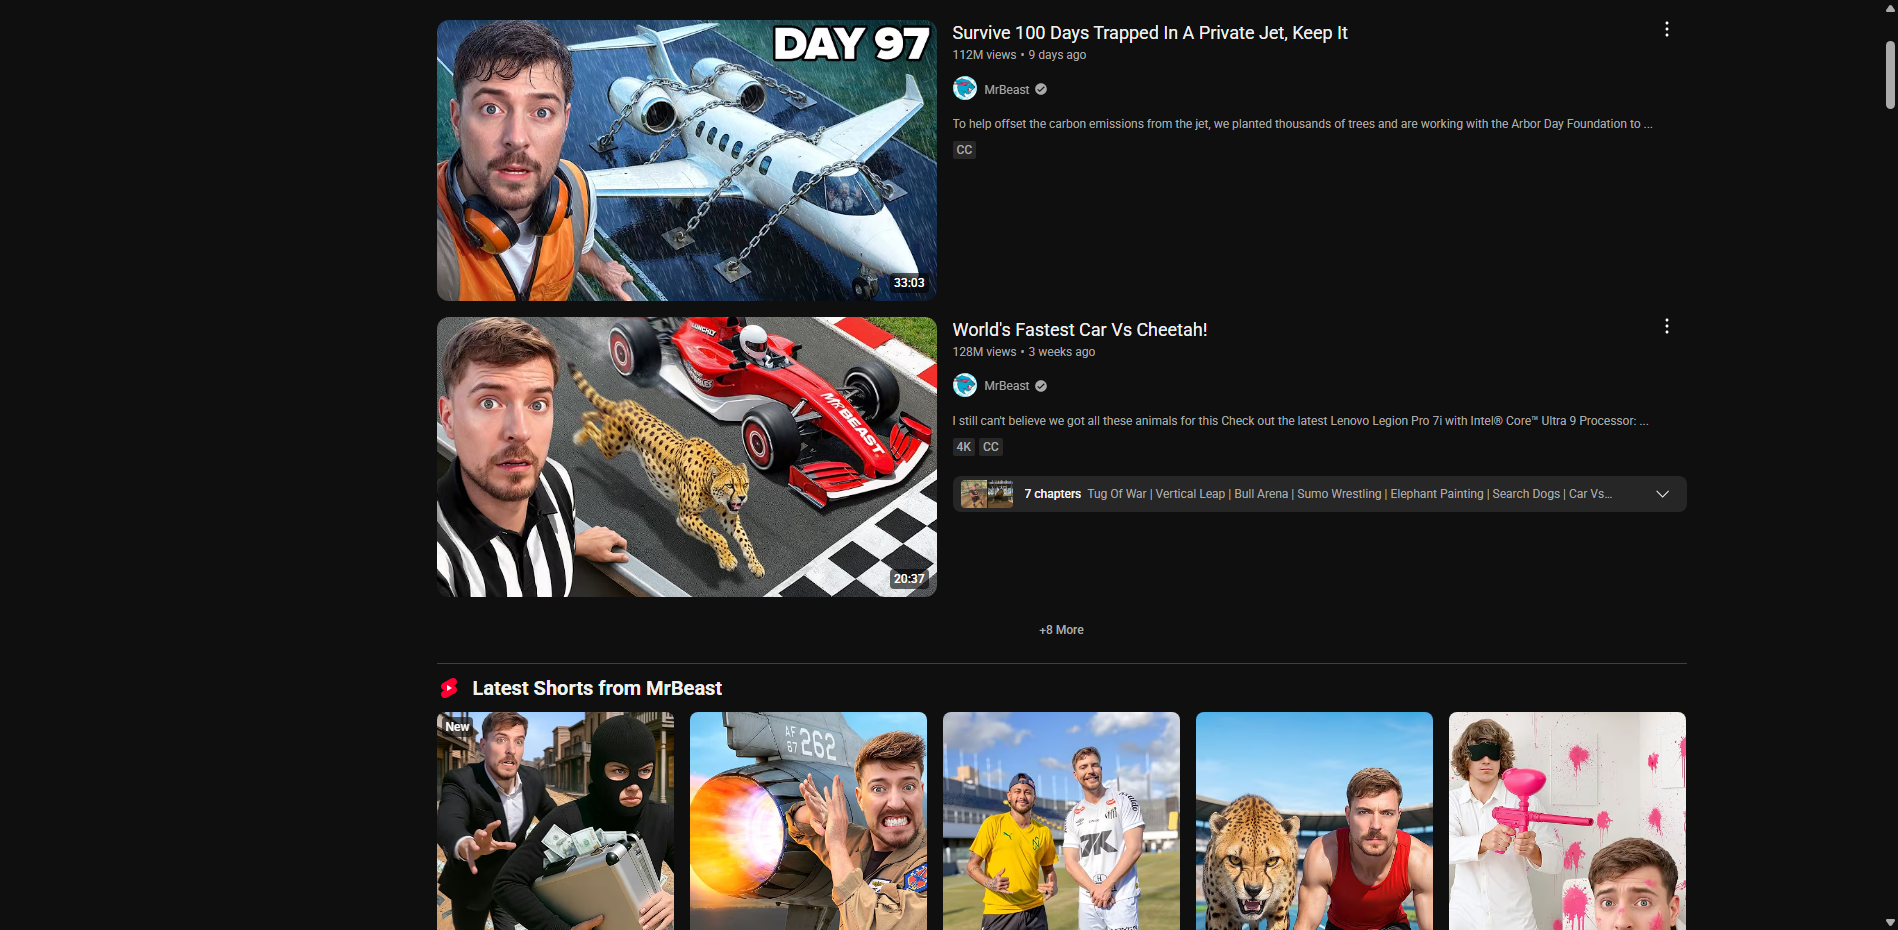 DAY 97
33:03
Survive 100 Days Trapped In A Private Jet, Keep It
112M views • 9 days ago
MrBeast
To help offset the carbon emissions from the jet, we planted thousands of trees and are working with the Arbor Day Foundation to ...
CC
MRBEAST
20:37
World's Fastest Car Vs Cheetah!
128M views • 3 weeks ago
MrBeast
I still can't believe we got all these animals for this Check out the latest Lenovo Legion Pro 7i with Intel® Core™ Ultra 9 Processor: ...
4K CC
7 chapters Tug Of War | Vertical Leap | Bull Arena | Sumo Wrestling | Elephant Painting | Search Dogs | Car Vs...
+8 More
Latest Shorts from MrBeast
New
AF
67 262
7K